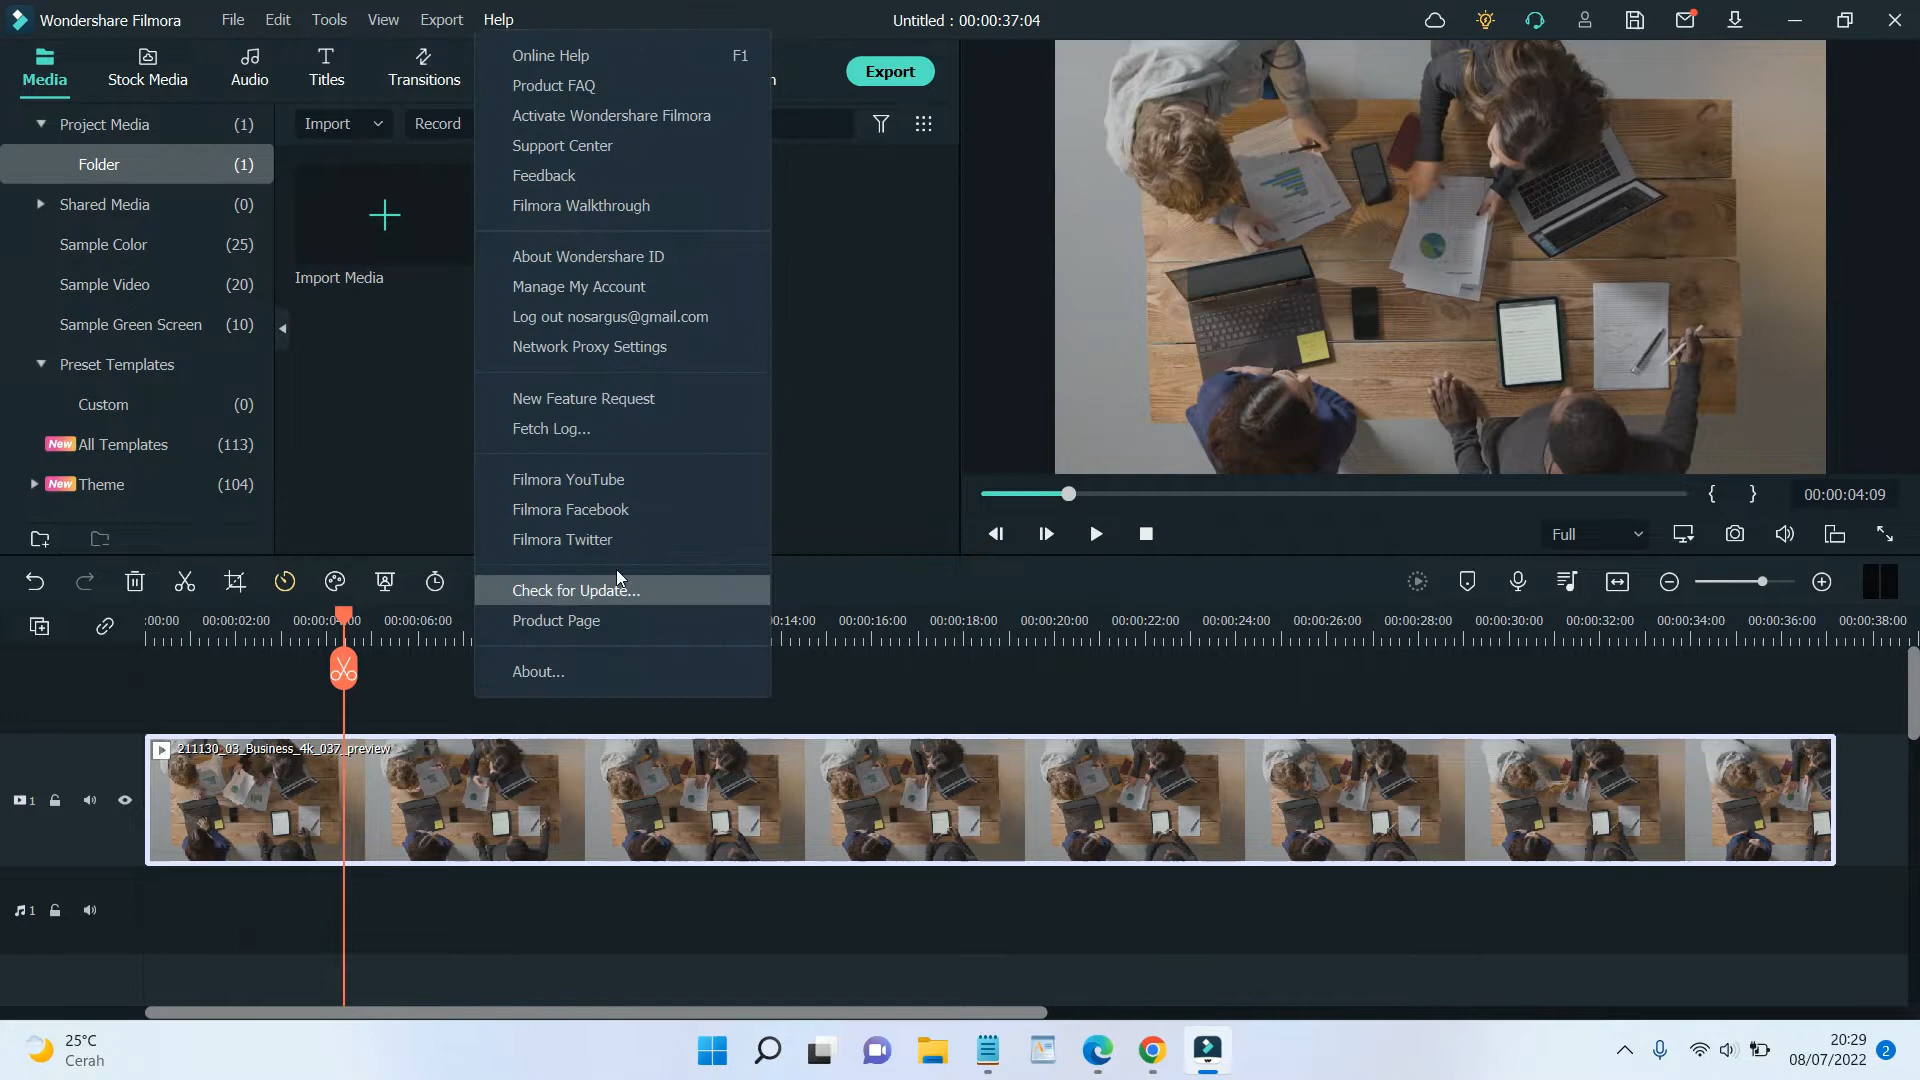 Wondershare Filmora
File Edit Tools View Export Help
Untitled : 00:00:37:04
Media
Stock Media
Audio
Titles
Transitions
Export
Project Media (1)
Folder (1)
Shared Media (0)
Sample Color (25)
Sample Video (20)
Sample Green Screen (10)
Preset Templates
Custom (0)
New All Templates (113)
New Theme (104)
Import
Record
Import Media
Online Help F1
Product FAQ
Activate Wondershare Filmora
Support Center
Feedback
Filmora Walkthrough
About Wondershare ID
Manage My Account
Log out nosargus@gmail.com
Network Proxy Settings
New Feature Request
Fetch Log...
Filmora YouTube
Filmora Facebook
Filmora Twitter
Check for Update...
Product Page
About...
{ } 00:00:04:09
Full
:00:00 00:00:02:00 00:00:06:00 00:00:16:00 00:00:18:00 00:00:20:00 00:00:22:00 00:00:24:00 00:00:26:00 00:00:28:00 00:00:30:00 00:00:32:00 00:00:34:00 00:00:36:00 00:00:38:00
211130_03_Business_4k_037_preview
1
1
25°C
Cerah
20:29
08/07/2022
2